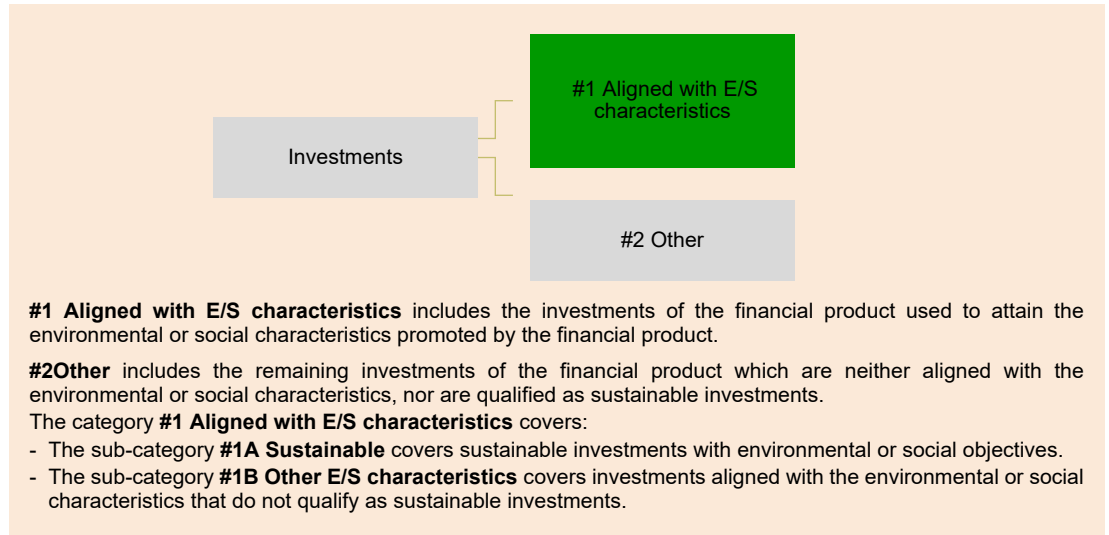 #1 Aligned with E/S
characteristics
Investments
#2 Other
#1 Aligned with E/S characteristics includes the investments of the financial product used to attain the
environmental or social characteristics promoted by the financial product.
#2Other includes the remaining investments of the financial product which are neither aligned with the
environmental or social characteristics, nor are qualified as sustainable investments.
The category #1 Aligned with E/S characteristics covers:
- The sub-category #1A Sustainable covers sustainable investments with environmental or social objectives.
- The sub-category #1B Other E/S characteristics covers investments aligned with the environmental or social
characteristics that do not qualify as sustainable investments.